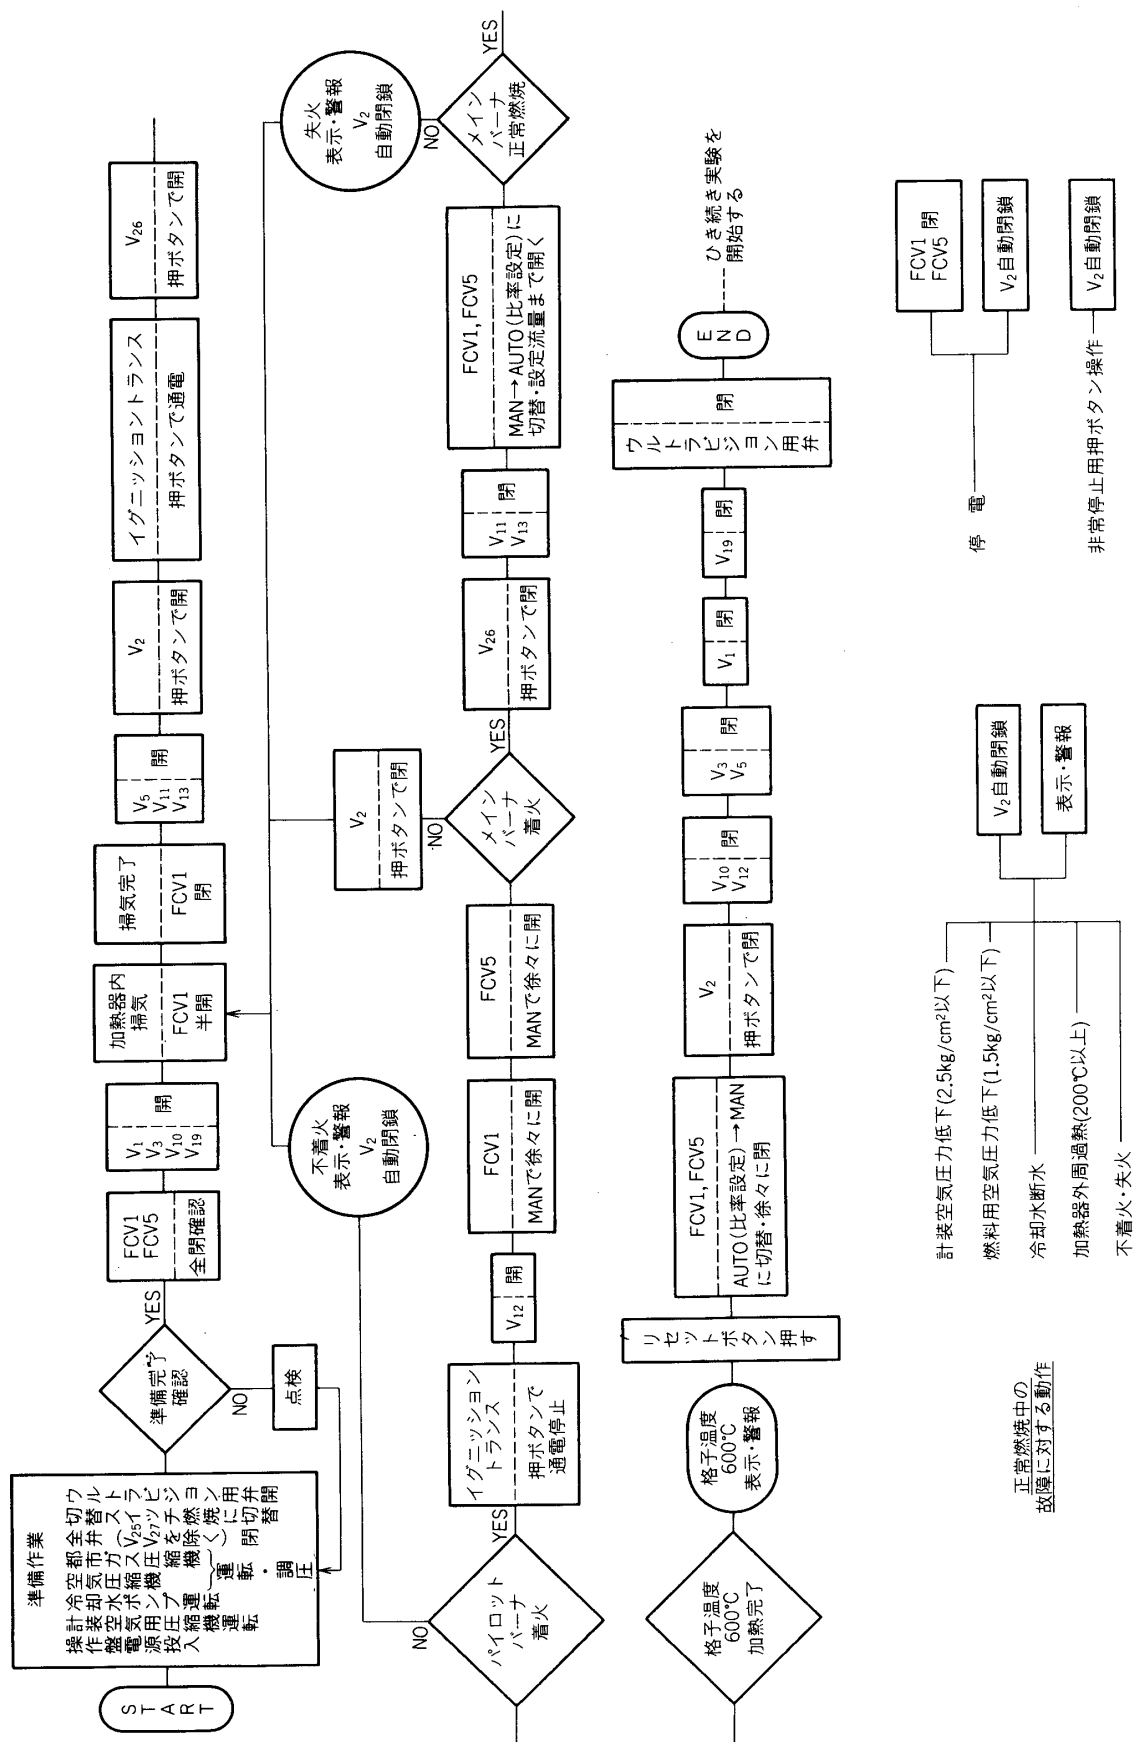 START
準備作業
操作盤電源投入
計装空気用圧縮機運転
冷却水ポンプ運転
空気圧縮機
都市ガス圧縮機
運転・調圧
全弁(V25 V27を除く)閉
切替スイッチ燃焼に切替
ウルトラビジョン用弁開
準備完了
確認
NO
点検
YES
FCV1
FCV5
全閉確認
V1
V3
V10
V19
開
加熱器内
掃気
FCV1
半開
掃気完了
FCV1
閉
V5
V11
V13
開
V2
押ボタンで開
イグニッショントランス
押ボタンで通電
V26
押ボタンで開
パイロット
バーナ
着火
NO
不着火
表示・警報
V2
自動閉鎖
YES
イグニッション
トランス
押ボタンで
通電停止
V12
開
FCV1
MANで徐々に開
FCV5
MANで徐々に開
メイン
バーナ
着火
NO
V2
押ボタンで閉
YES
V26
押ボタンで閉
V11
V13
閉
FCV1, FCV5
MAN→AUTO(比率設定)に
切替・設定流量まで開く
メイン
バーナ
正常燃焼
NO
失火
表示・警報
V2
自動閉鎖
YES
格子温度
600℃
加熱完了
格子温度
600℃
表示・警報
リセットボタン押す
FCV1, FCV5
AUTO(比率設定)→MAN
に切替・徐々に閉
V2
押ボタンで閉
V10
V12
閉
V3
V5
閉
V1
閉
V19
閉
ウルトラビジョン用弁
閉
END
ひき続き実験を
開始する
正常燃焼中の
故障に対する動作
計装空気圧力低下(2.5kg/cm²以下)
燃料用空気圧力低下(1.5kg/cm²以下)
冷却水断水
加熱器外周過熱(200℃以上)
不着火・失火
V2自動閉鎖
表示・警報
停　電
FCV1
FCV5
閉
V2自動閉鎖
非常停止用押ボタン操作
V2自動閉鎖